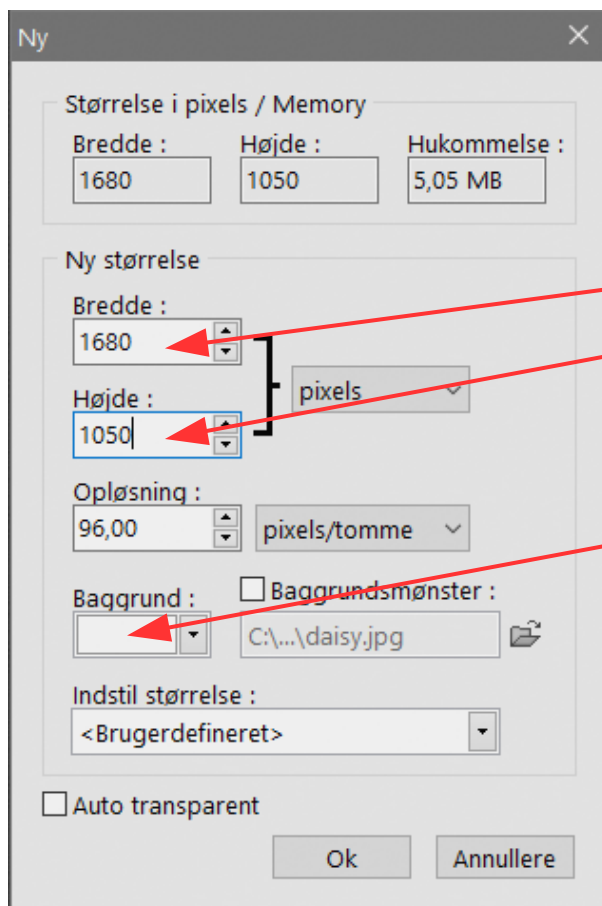 Ny
Størrelse i pixels / Memory
Bredde : Højde : Hukommelse :
1680 1050 5,05 MB
Ny størrelse
Bredde :
1680
pixels
Højde :
1050
Opløsning :
96,00 pixels/tomme
Baggrund : Baggrundsmønster :
C:\...\daisy.jpg
Indstil størrelse :
<Brugerdefineret>
Auto transparent
Ok Annullere